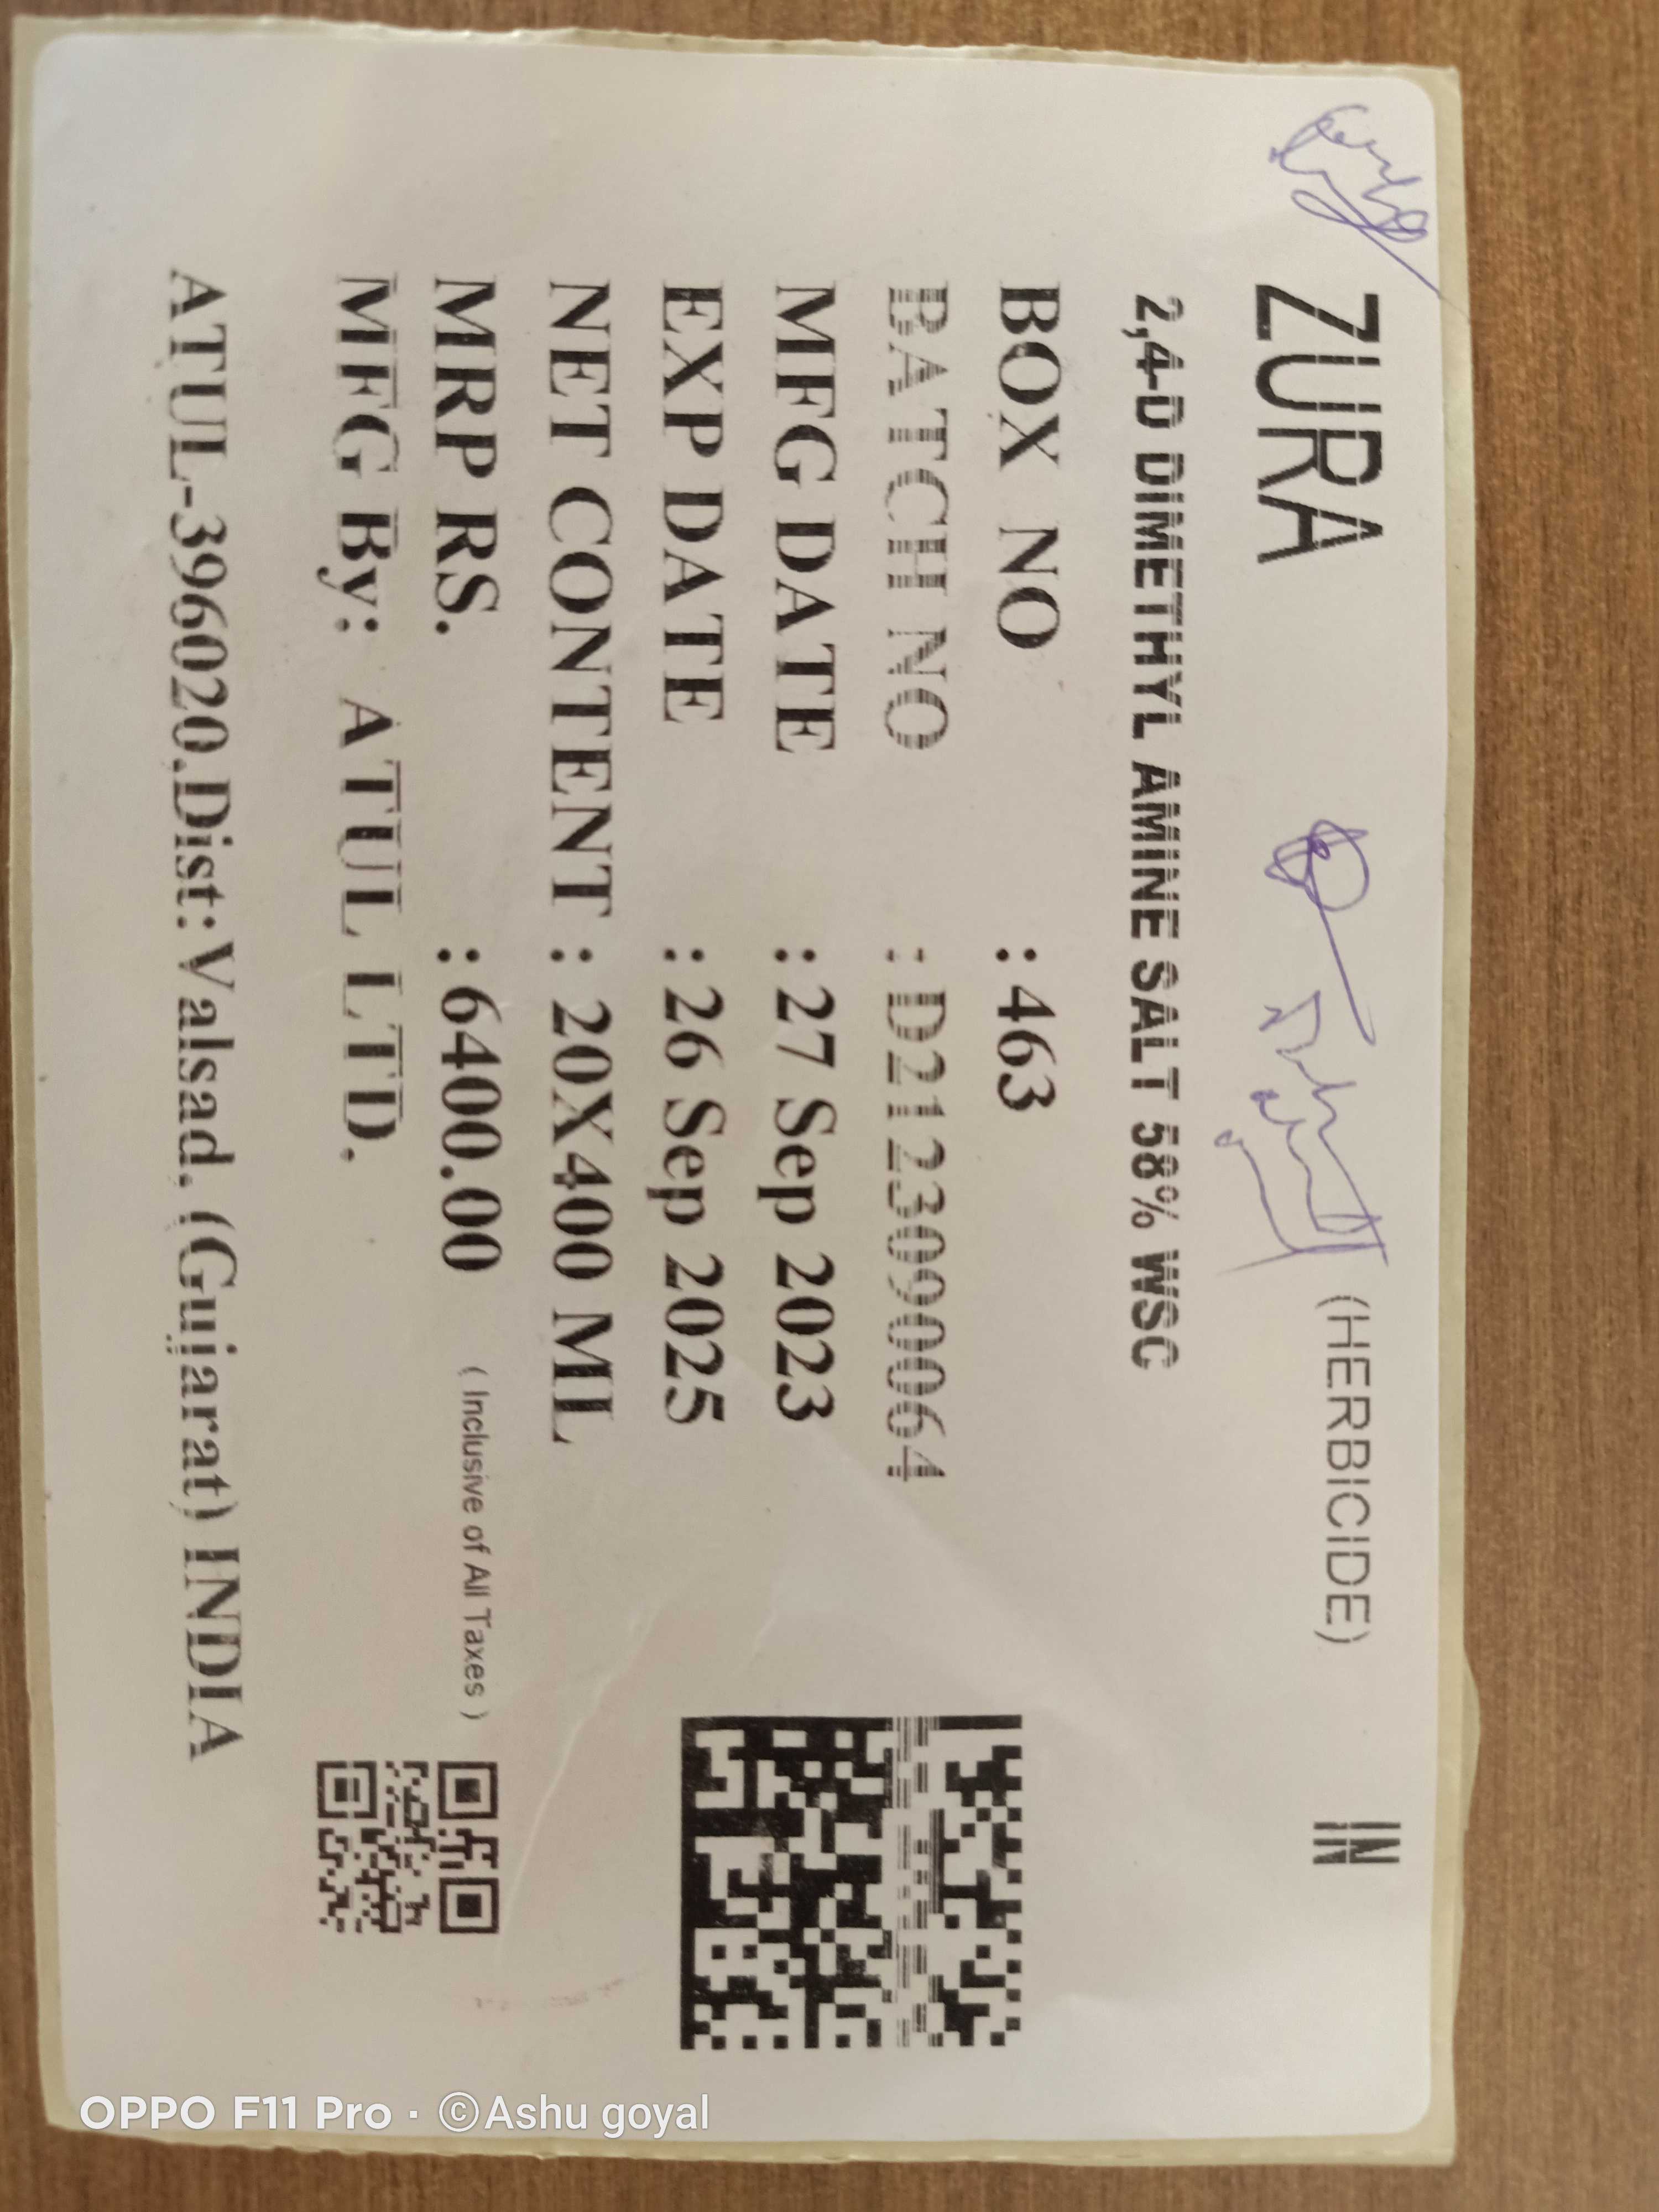 ZURA (HERBICIDE) IN
2,4-D DIMETHYL AMINE SALT 58% WSC
BOX NO : 463
BATCH NO : D2123090064
MFG DATE : 27 Sep 2023
EXP DATE : 26 Sep 2025
NET CONTENT : 20X400 ML
MRP RS. : 6400.00 ( Inclusive of All Taxes )
MFG By: ATUL LTD.
ATUL-396020.Dist:Valsad. (Gujarat) INDIA
OPPO F11 Pro · ©Ashu goyal